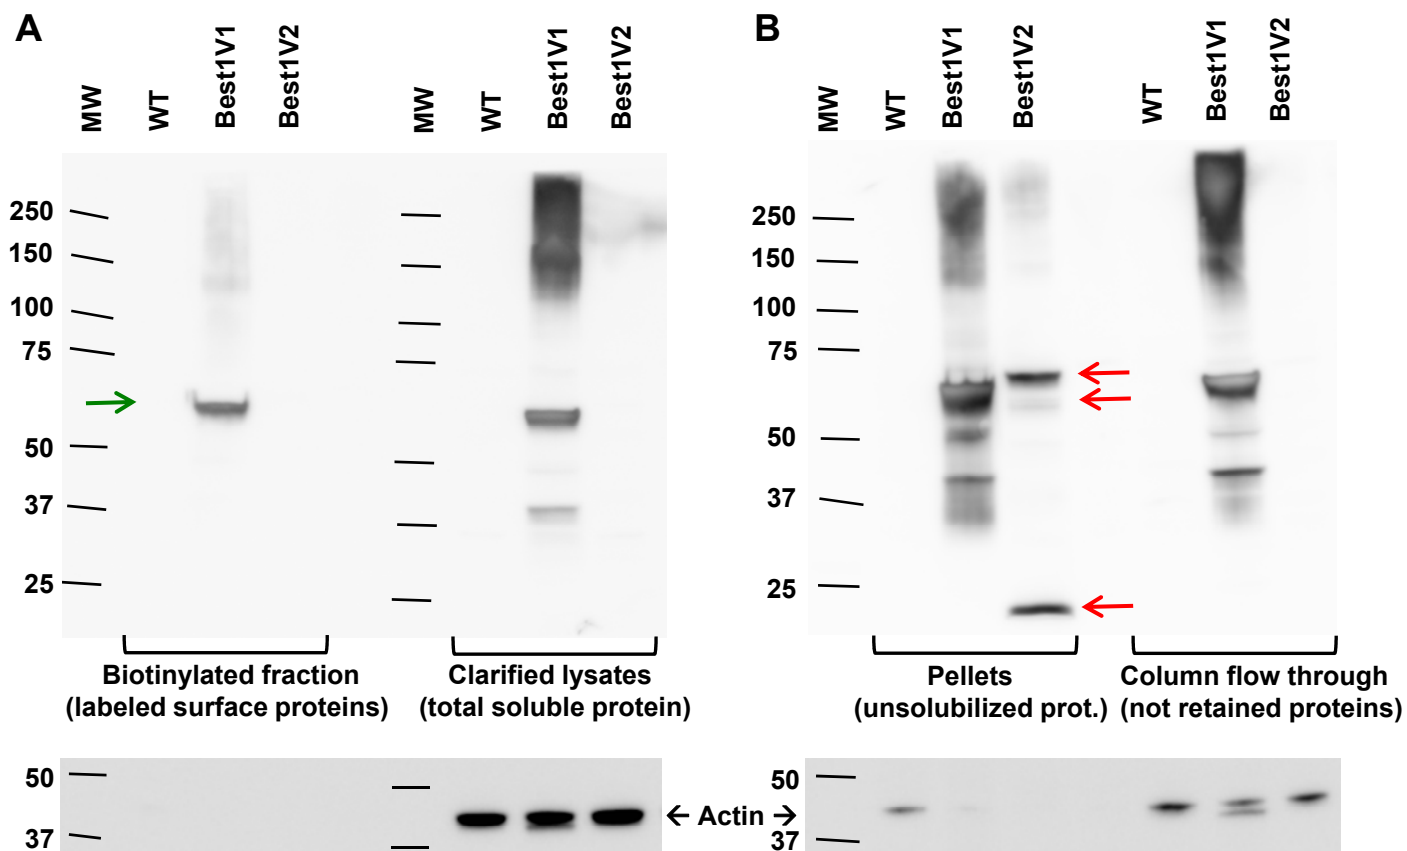 A
B
MW
WT
Best1V1
Best1V2
MW
WT
Best1V1
Best1V2
MW
WT
Best1V1
Best1V2
WT
Best1V1
Best1V2
250
150
100
75
50
37
25
250
150
100
75
50
37
25
Biotinylated fraction
(labeled surface proteins)
Clarified lysates
(total soluble protein)
Pellets
(unsolubilized prot.)
Column flow through
(not retained proteins)
50
37
← Actin →
50
37